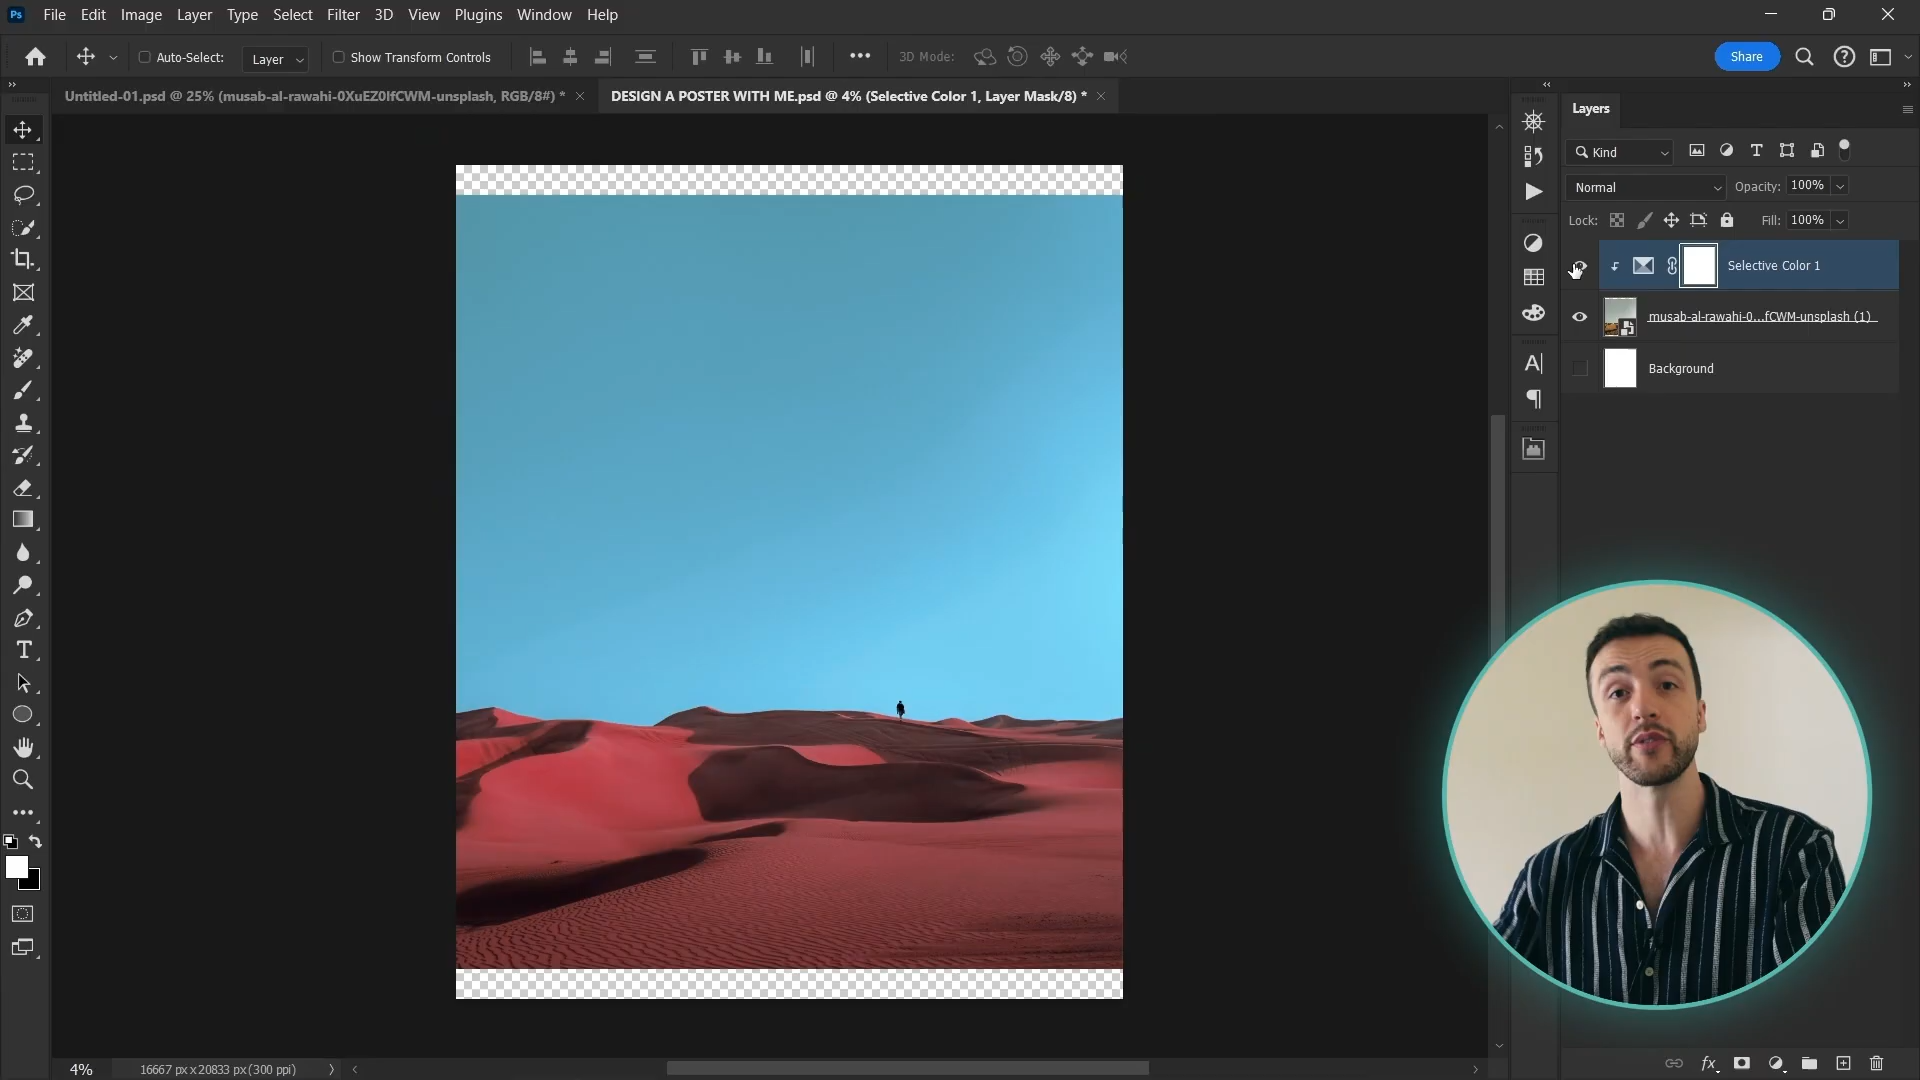 Ps File Edit Image Layer Type Select Filter 3D View Plugins Window Help
Auto-Select: Layer Show Transform Controls 3D Mode: Share
Untitled-01.psd @ 25% (musab-al-rawahi-0XuEZ0IfCWM-unsplash, RGB/8#) * DESIGN A POSTER WITH ME.psd @ 4% (Selective Color 1, Layer Mask/8) *
Layers
Kind
Normal Opacity: 100%
Lock: Fill: 100%
Selective Color 1
musab-al-rawahi-0...fCWM-unsplash (1)
Background
4% 16667 px x 20833 px (300 ppi)